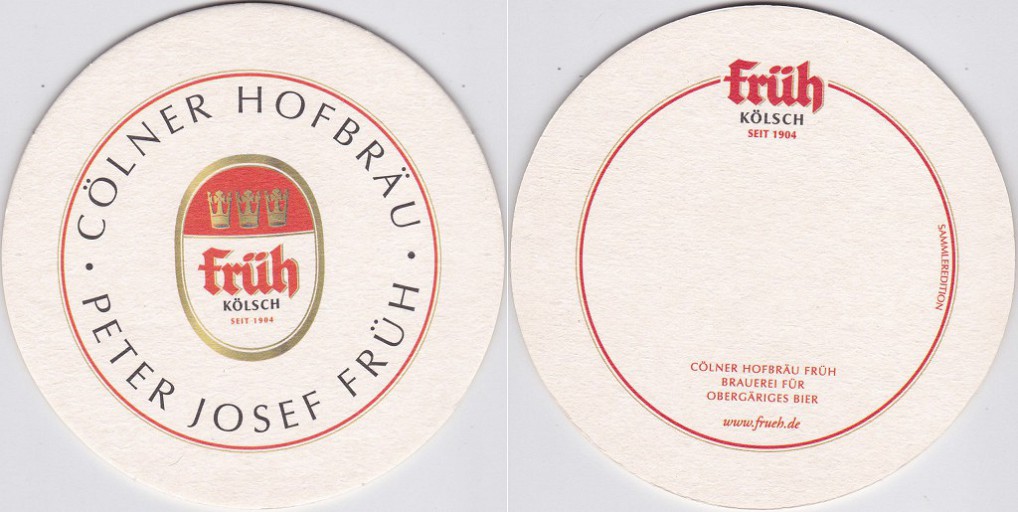 CÖLNER HOFBRÄU
PETER JOSEF FRÜH
früh
KÖLSCH
SEIT 1904
früh
KÖLSCH
SEIT 1904
SAMMLEREDITION
CÖLNER HOFBRÄU FRÜH
BRAUEREI FÜR
OBERGÄRIGES BIER
www.frueh.de